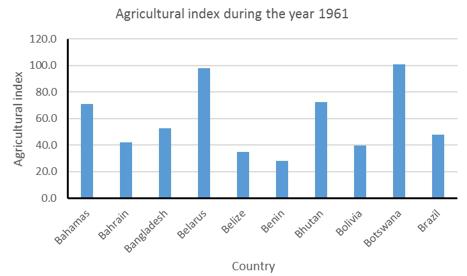 Agricultural index during the year 1961
Agricultural index
120.0
100.0
80.0
60.0
40.0
20.0
0.0
Bahamas
Bahrain
Bangladesh
Belarus
Belize
Benin
Bhutan
Bolivia
Botswana
Brazil
Country